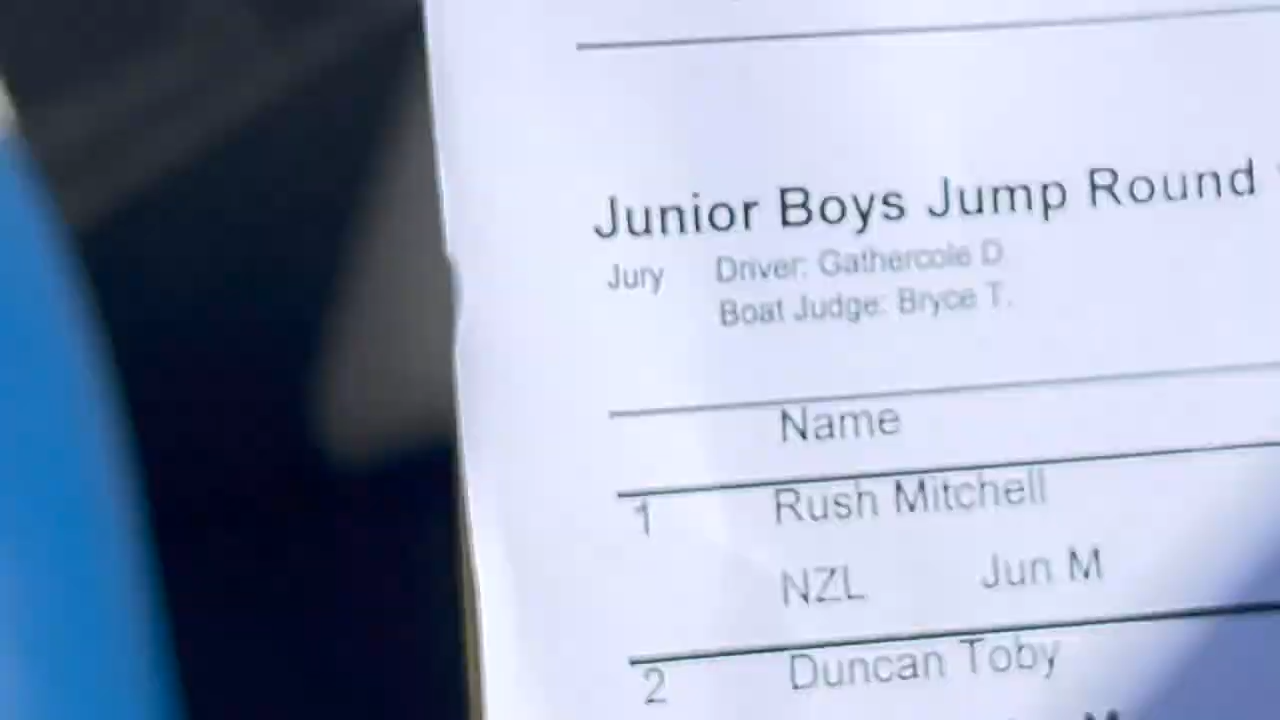 Junior Boys Jump Round
Jury Driver: Gathercole D.
Boat Judge: Bryce T.
Name
1 Rush Mitchell
NZL Jun M
2 Duncan Toby